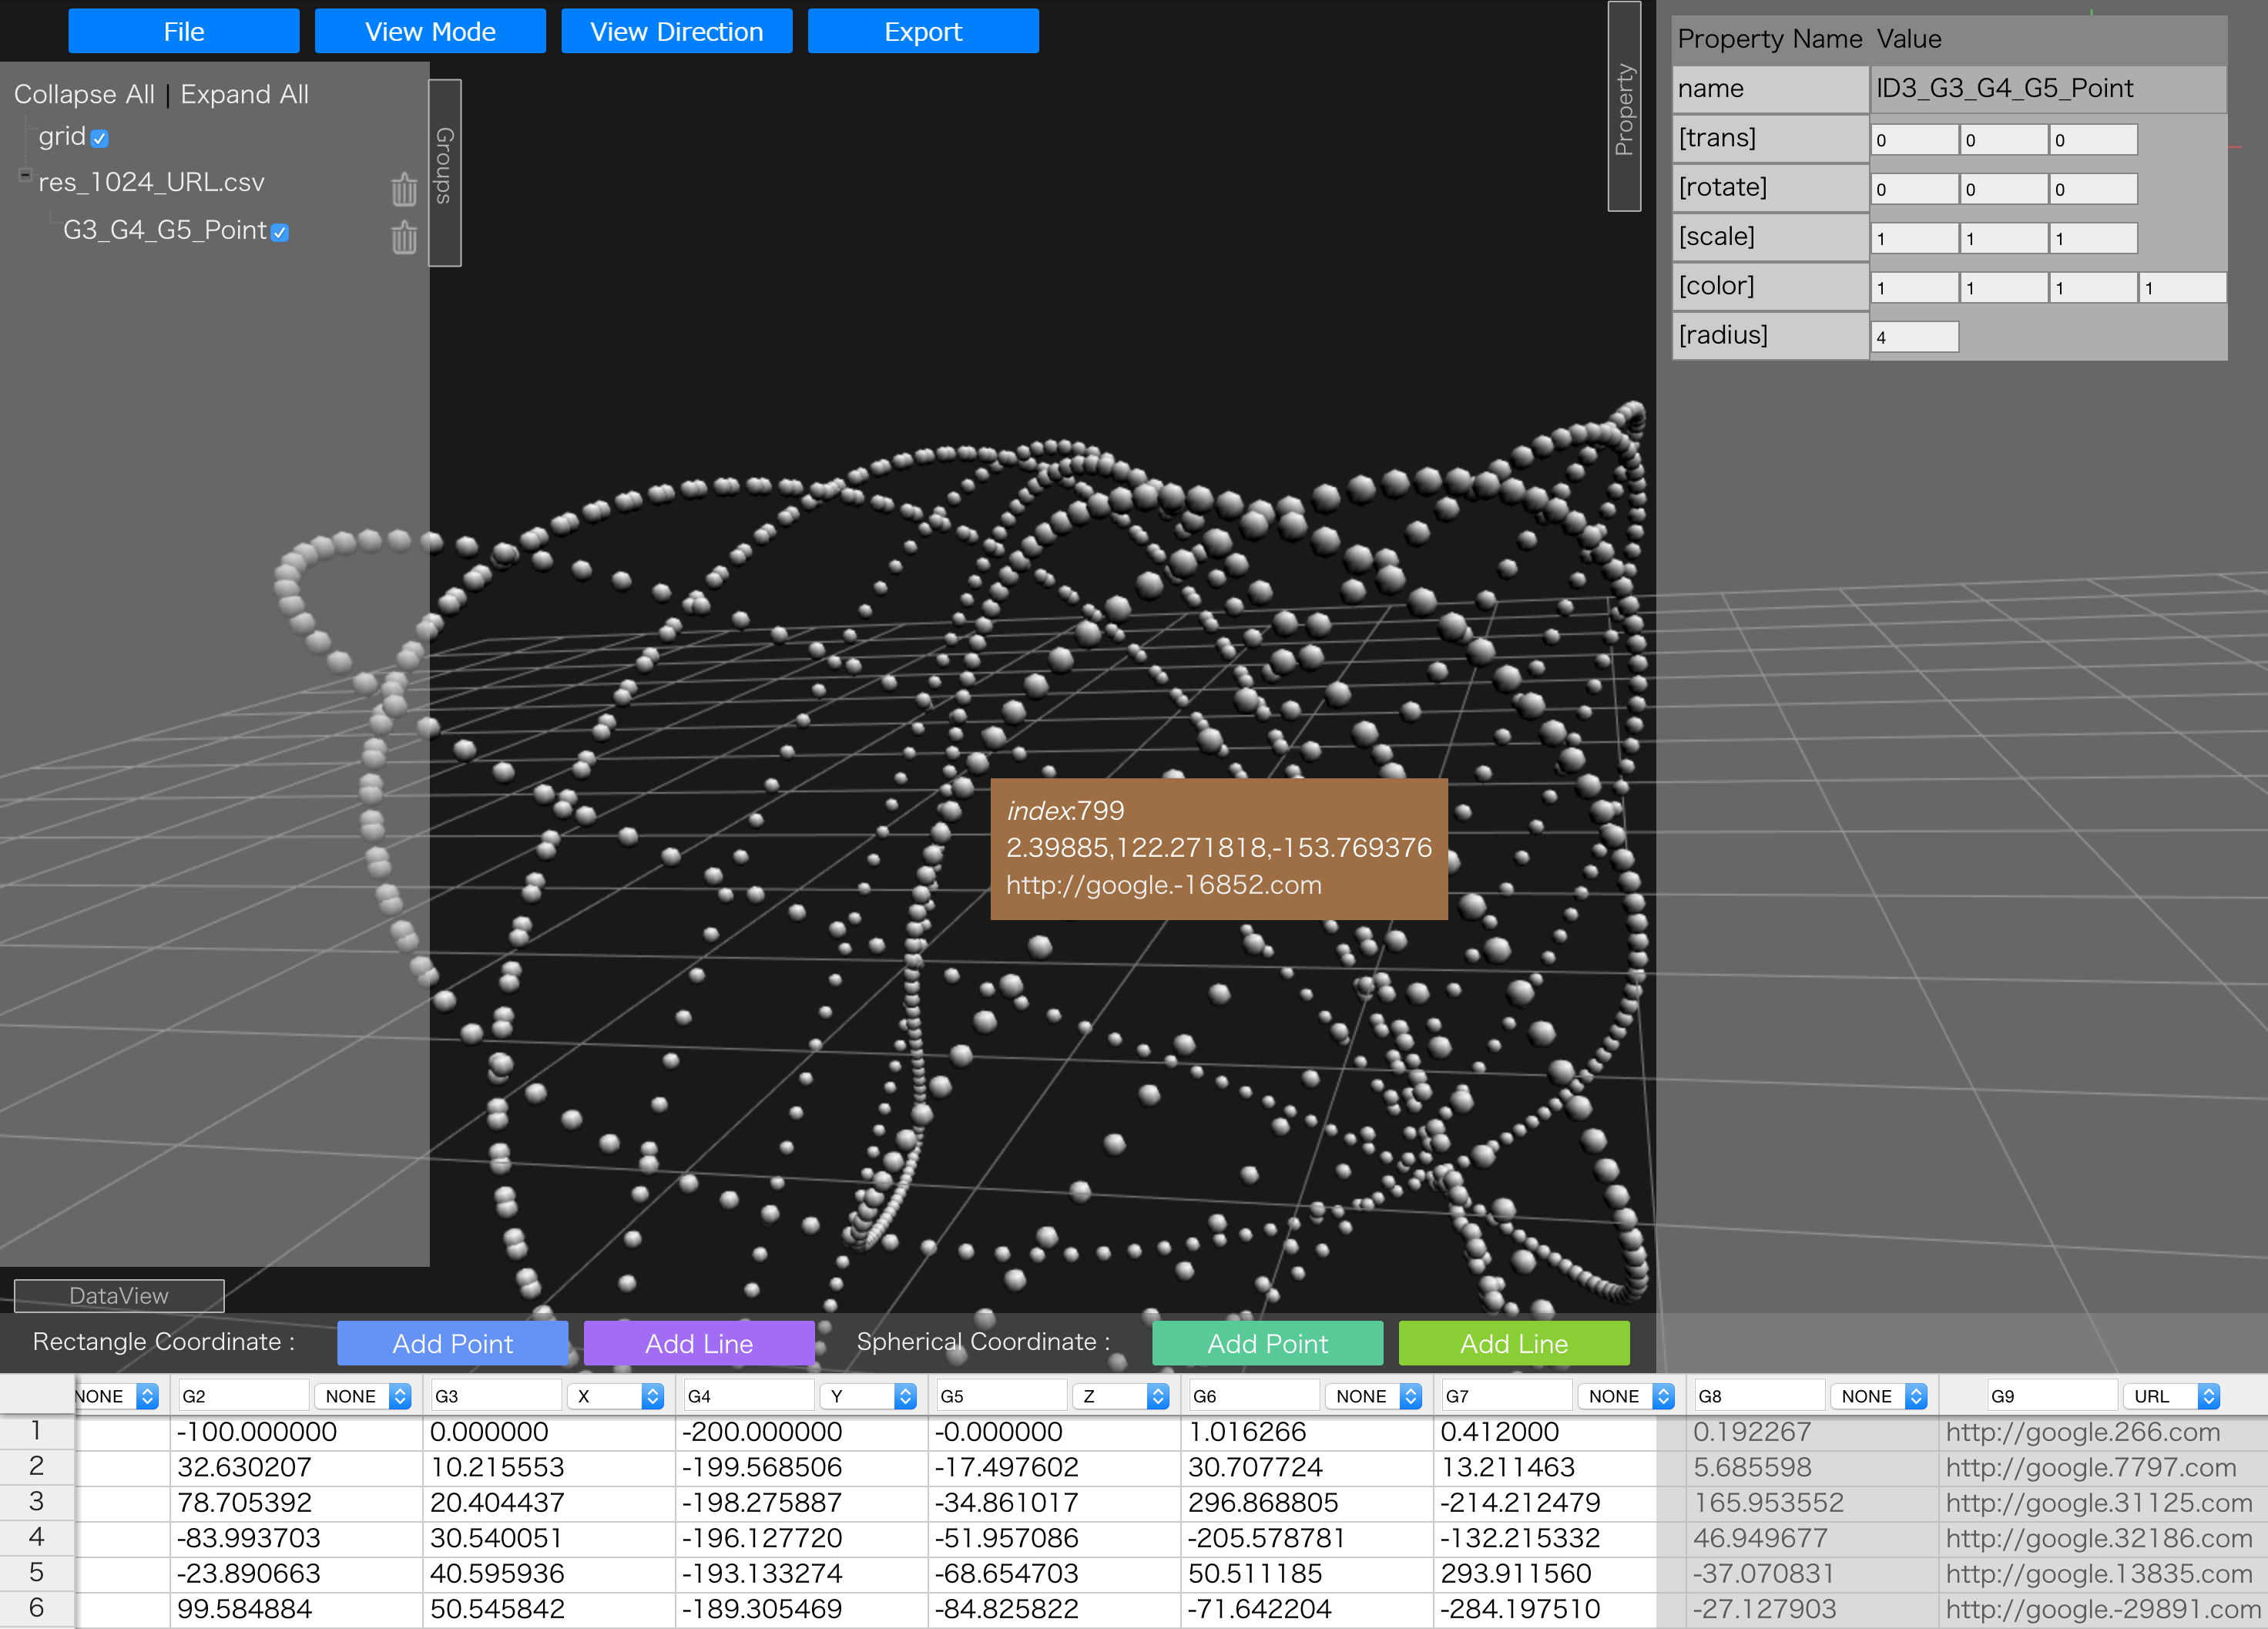 File View Mode View Direction Export
Collapse All | Expand All
grid
res_1024_URL.csv
G3_G4_G5_Point
Groups
Property
Property Name Value
name ID3_G3_G4_G5_Point
[trans] 0 0 0
[rotate] 0 0 0
[scale] 1 1 1
[color] 1 1 1 1
[radius] 4
index:799
2.39885,122.271818,-153.769376
http://google.-16852.com
DataView
Rectangle Coordinate : Add Point Add Line Spherical Coordinate : Add Point Add Line
NONE G2 NONE G3 X G4 Y G5 Z G6 NONE G7 NONE G8 NONE G9 URL
1 -100.000000 0.000000 -200.000000 -0.000000 1.016266 0.412000 0.192267 http://google.266.com
2 32.630207 10.215553 -199.568506 -17.497602 30.707724 13.211463 5.685598 http://google.7797.com
3 78.705392 20.404437 -198.275887 -34.861017 296.868805 -214.212479 165.953552 http://google.31125.com
4 -83.993703 30.540051 -196.127720 -51.957086 -205.578781 -132.215332 46.949677 http://google.32186.com
5 -23.890663 40.595936 -193.133274 -68.654703 50.511185 293.911560 -37.070831 http://google.13835.com
6 99.584884 50.545842 -189.305469 -84.825822 -71.642204 -284.197510 -27.127903 http://google.-29891.com